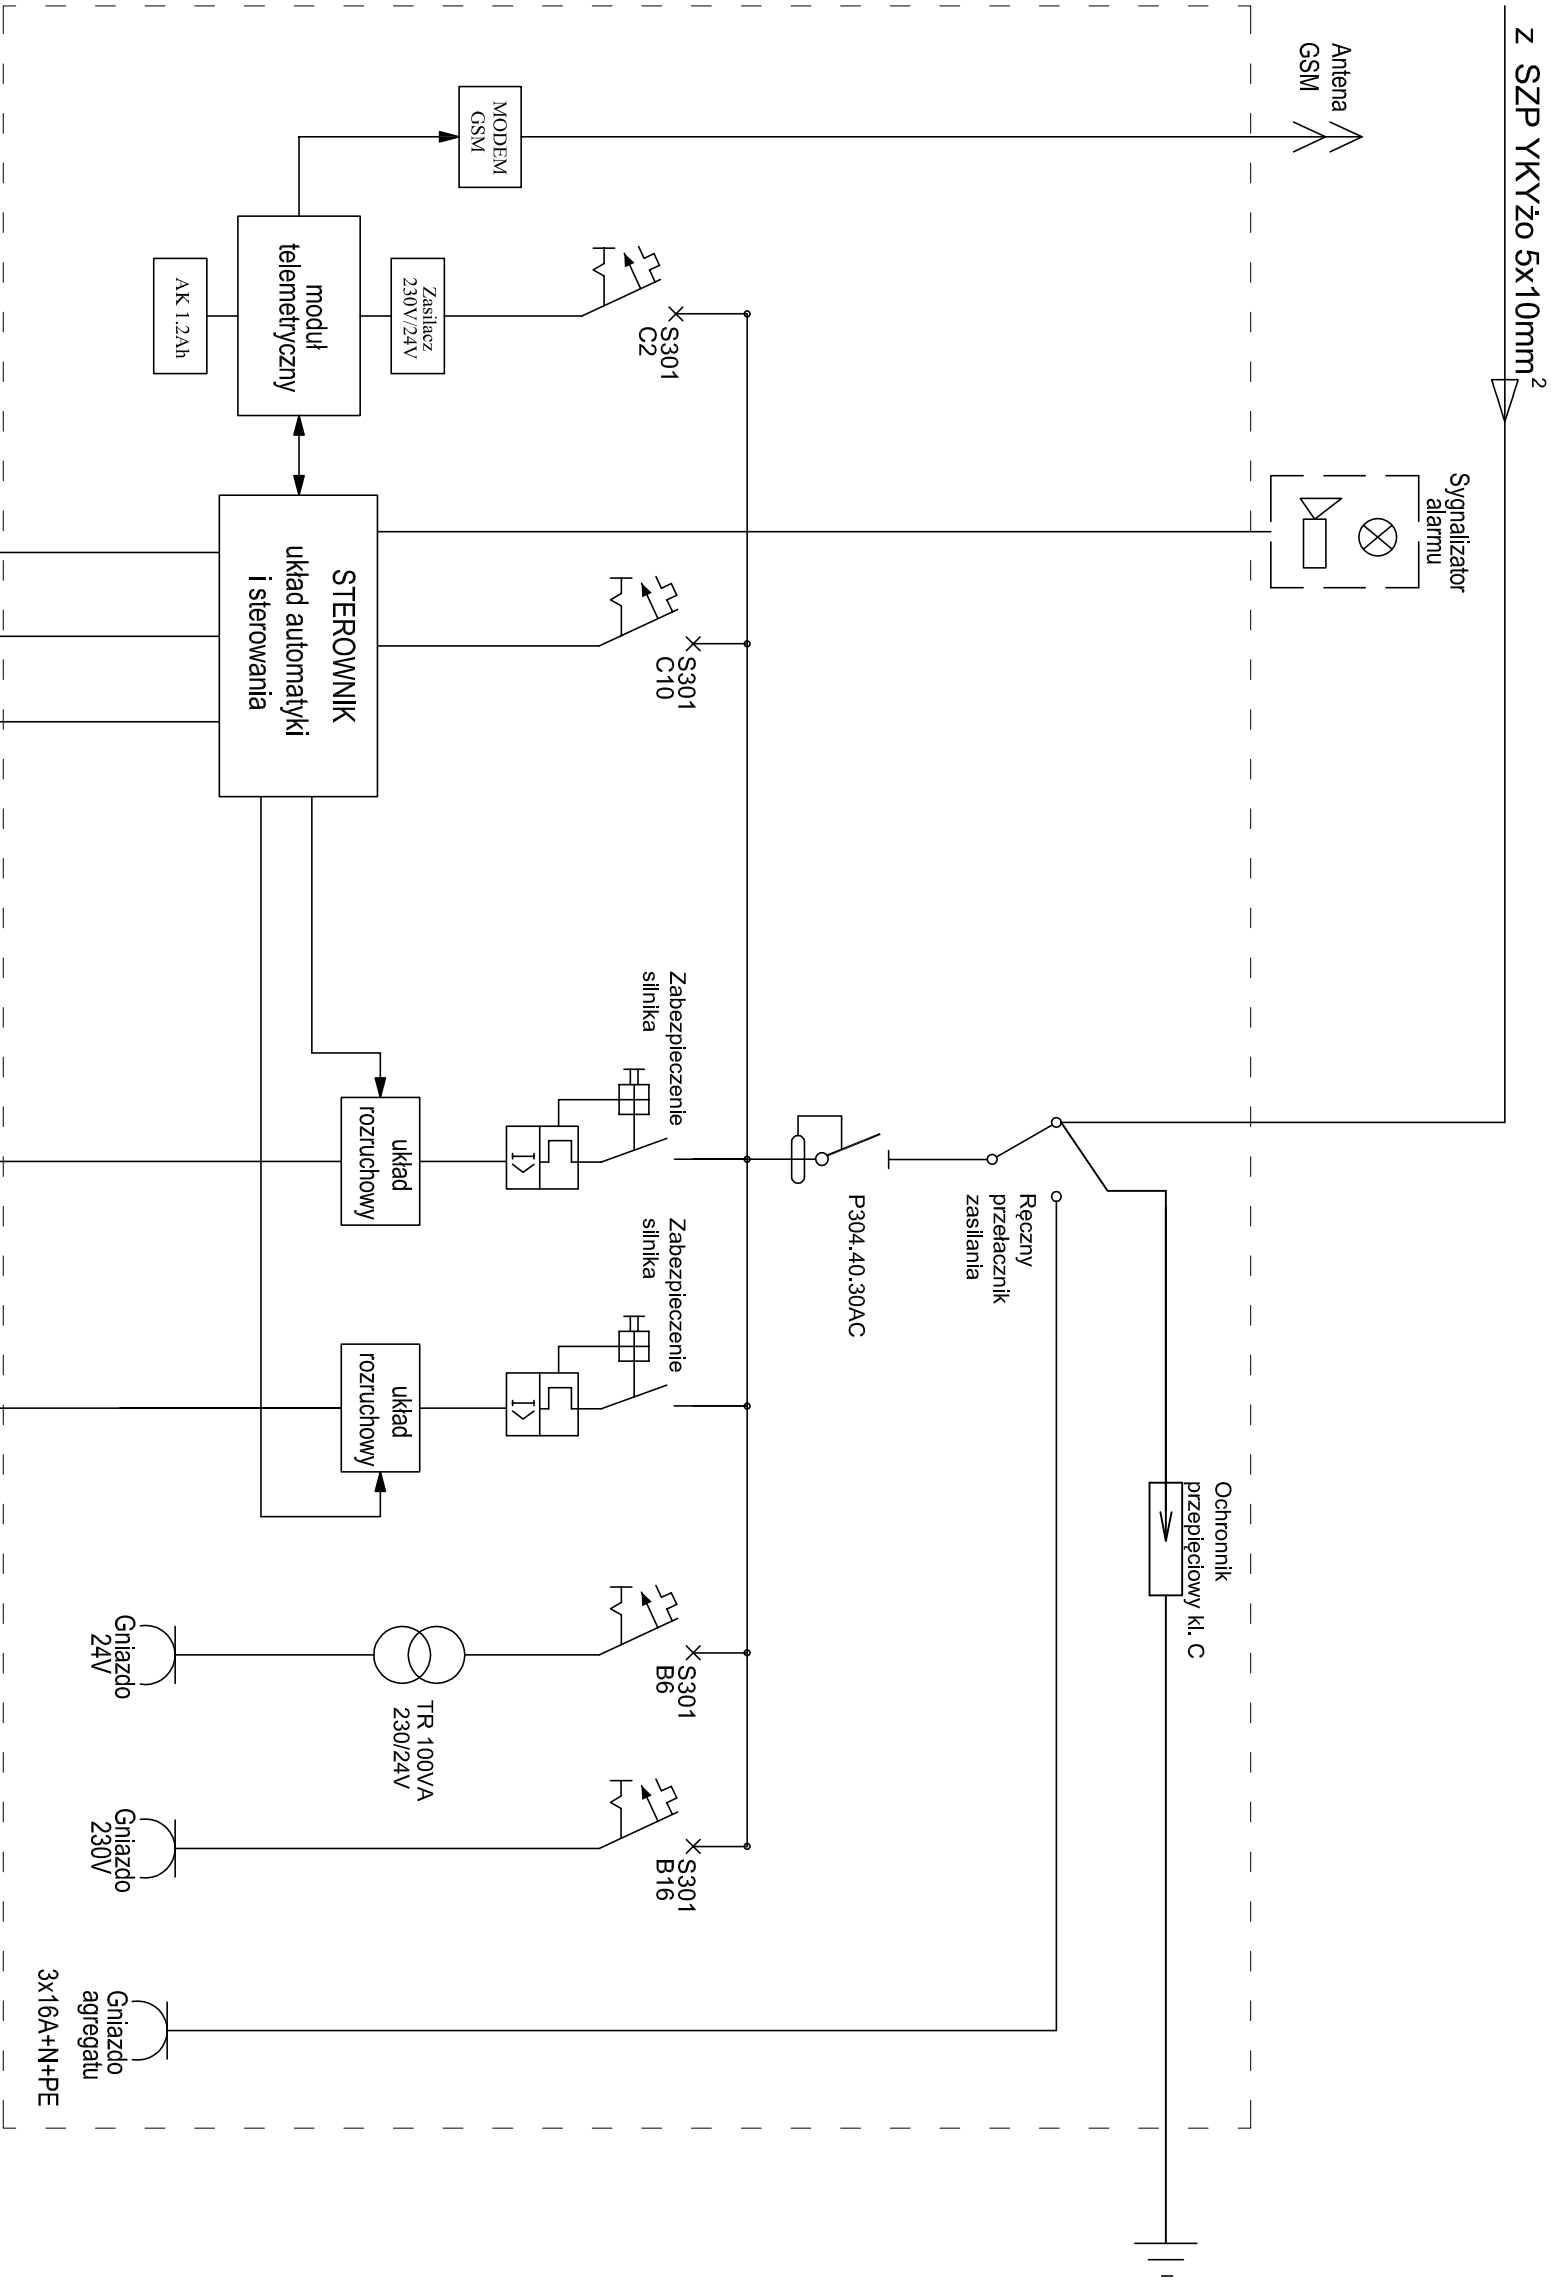 z SZP YKYżo 5x10mm²
Antena
GSM
Sygnalizator
alarmu
MODEM
GSM
moduł
telemetryczny
Zasilacz
230V/24V
AK 1.2Ah
S301
C2
STEROWNIK
układ automatyki
i sterowania
S301
C10
Zabezpieczenie
silnika
I>
układ
rozruchowy
P304.40.30AC
Ręczny
przełacznik
zasilania
Zabezpieczenie
silnika
I>
układ
rozruchowy
Ochronnik
przepięciowy kl. C
S301
B6
TR 100VA
230/24V
Gniazdo
24V
S301
B16
Gniazdo
230V
Gniazdo
agregatu
3x16A+N+PE